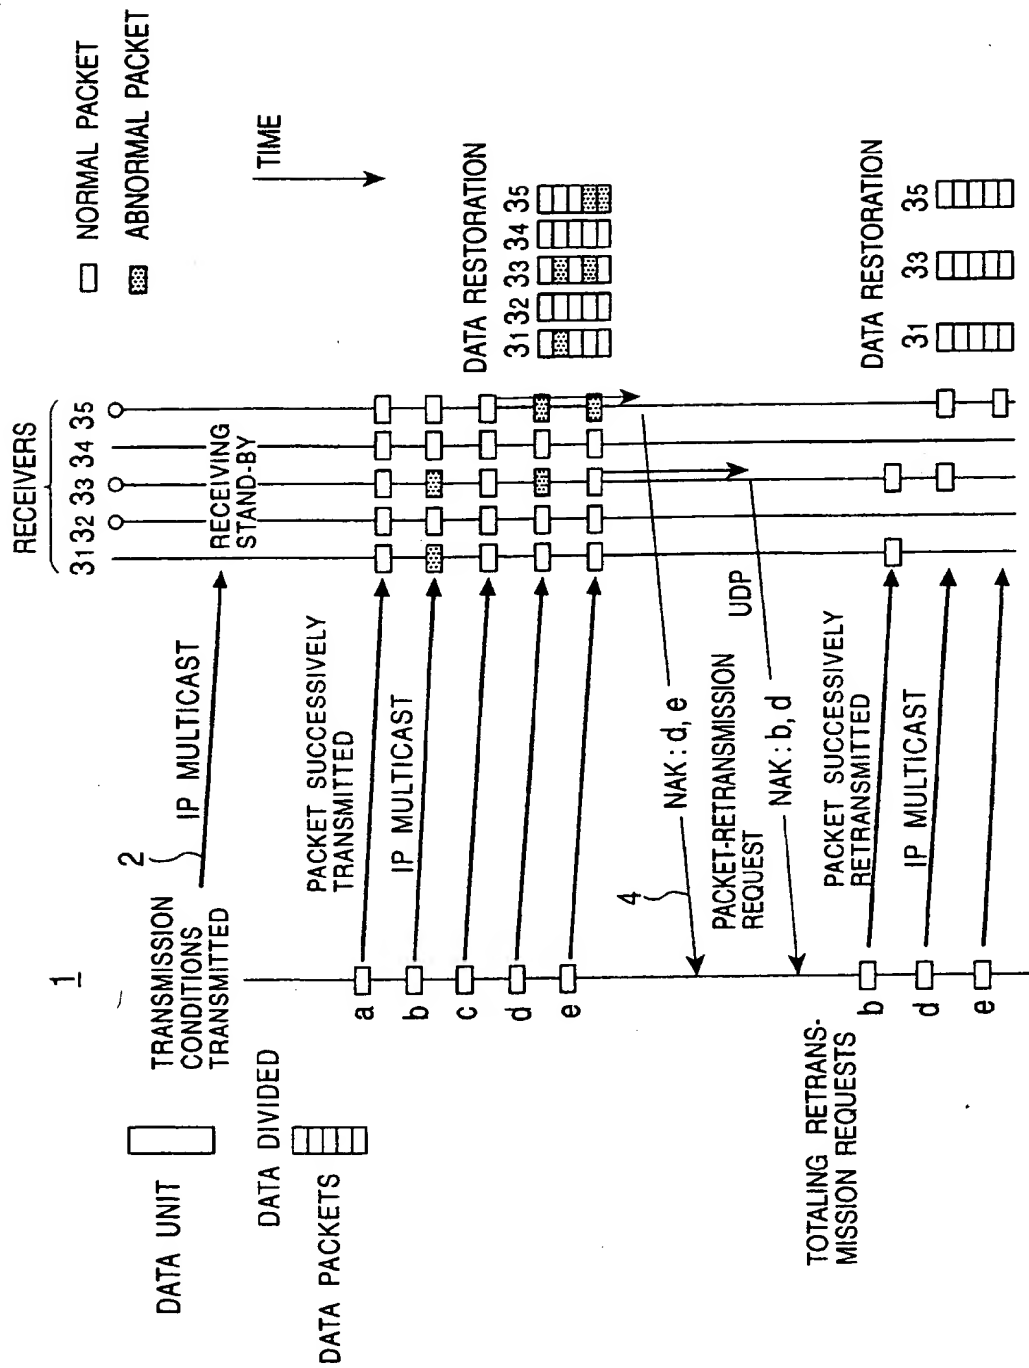 1
RECEIVERS
31 32 33 34 35
NORMAL PACKET
ABNORMAL PACKET
TIME
DATA UNIT
DATA DIVIDED
DATA PACKETS
TRANSMISSION
CONDITIONS
TRANSMITTED
2
IP MULTICAST
RECEIVING
STAND-BY
PACKET SUCCESSIVELY
TRANSMITTED
IP MULTICAST
a
b
c
d
e
DATA RESTORATION
31 32 33 34 35
4
NAK : d, e
PACKET-RETRANSMISSION
REQUEST
UDP
NAK : b, d
TOTALING RETRANS-
MISSION REQUESTS
PACKET SUCCESSIVELY
RETRANSMITTED
IP MULTICAST
b
d
e
DATA RESTORATION
31 33 35